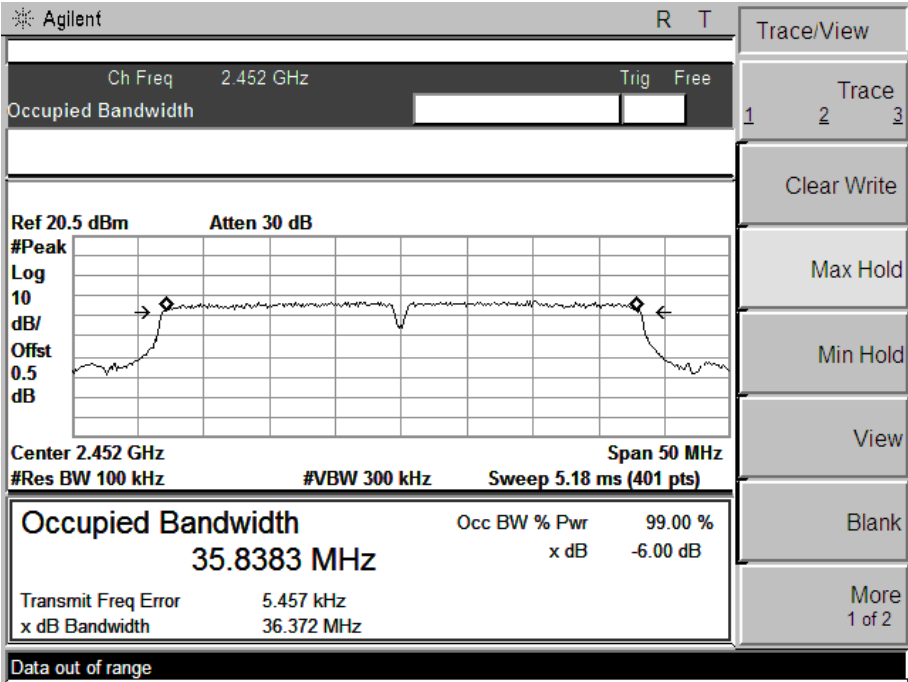 Agilent R T
Trace/View
Ch Freq 2.452 GHz Trig Free
Occupied Bandwidth
Trace
1 2 3
Clear Write
Max Hold
Min Hold
View
Blank
More
1 of 2
Ref 20.5 dBm Atten 30 dB
#Peak
Log
10
dB/
Offst
0.5
dB
Center 2.452 GHz Span 50 MHz
#Res BW 100 kHz #VBW 300 kHz Sweep 5.18 ms (401 pts)
Occupied Bandwidth Occ BW % Pwr 99.00 %
35.8383 MHz x dB -6.00 dB
Transmit Freq Error 5.457 kHz
x dB Bandwidth 36.372 MHz
Data out of range